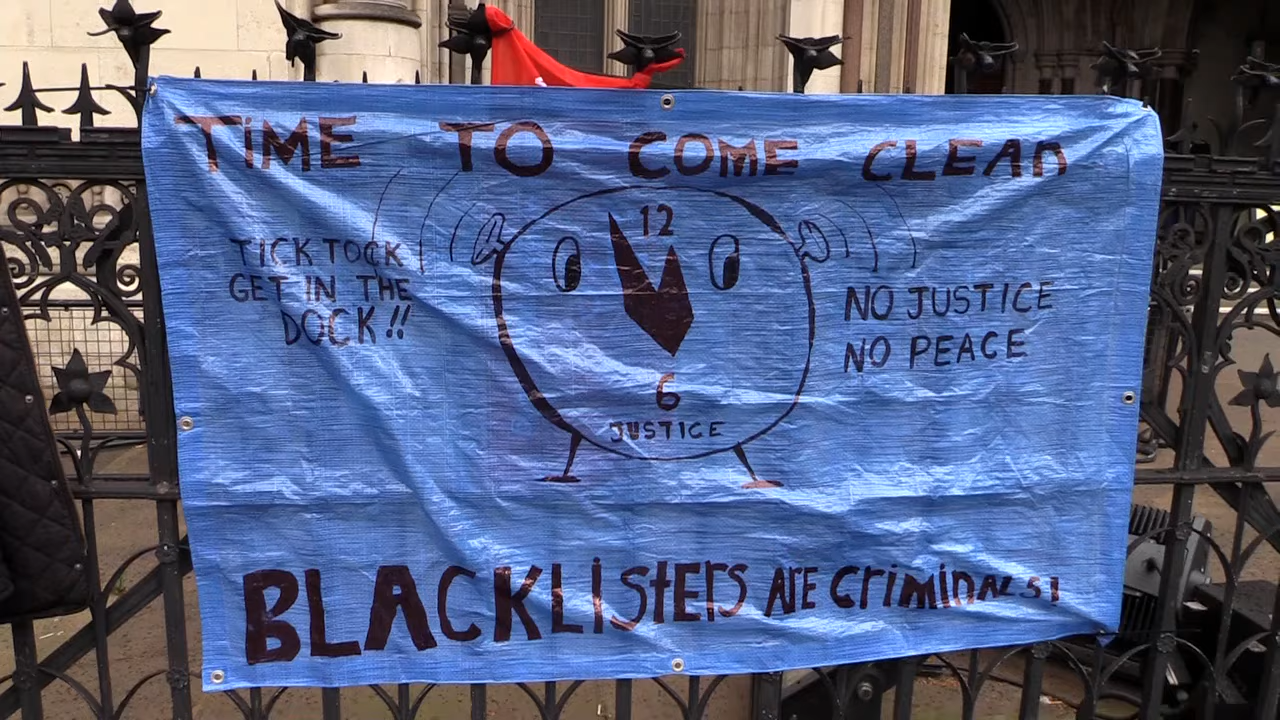 TiME TO COME CLEAn
TICK TOCK
GET IN THE
DOCK!!
12
6
JUSTICE
NO JUSTICE
NO PEACE
BLACKLiStERS ARE CriMiNALS!